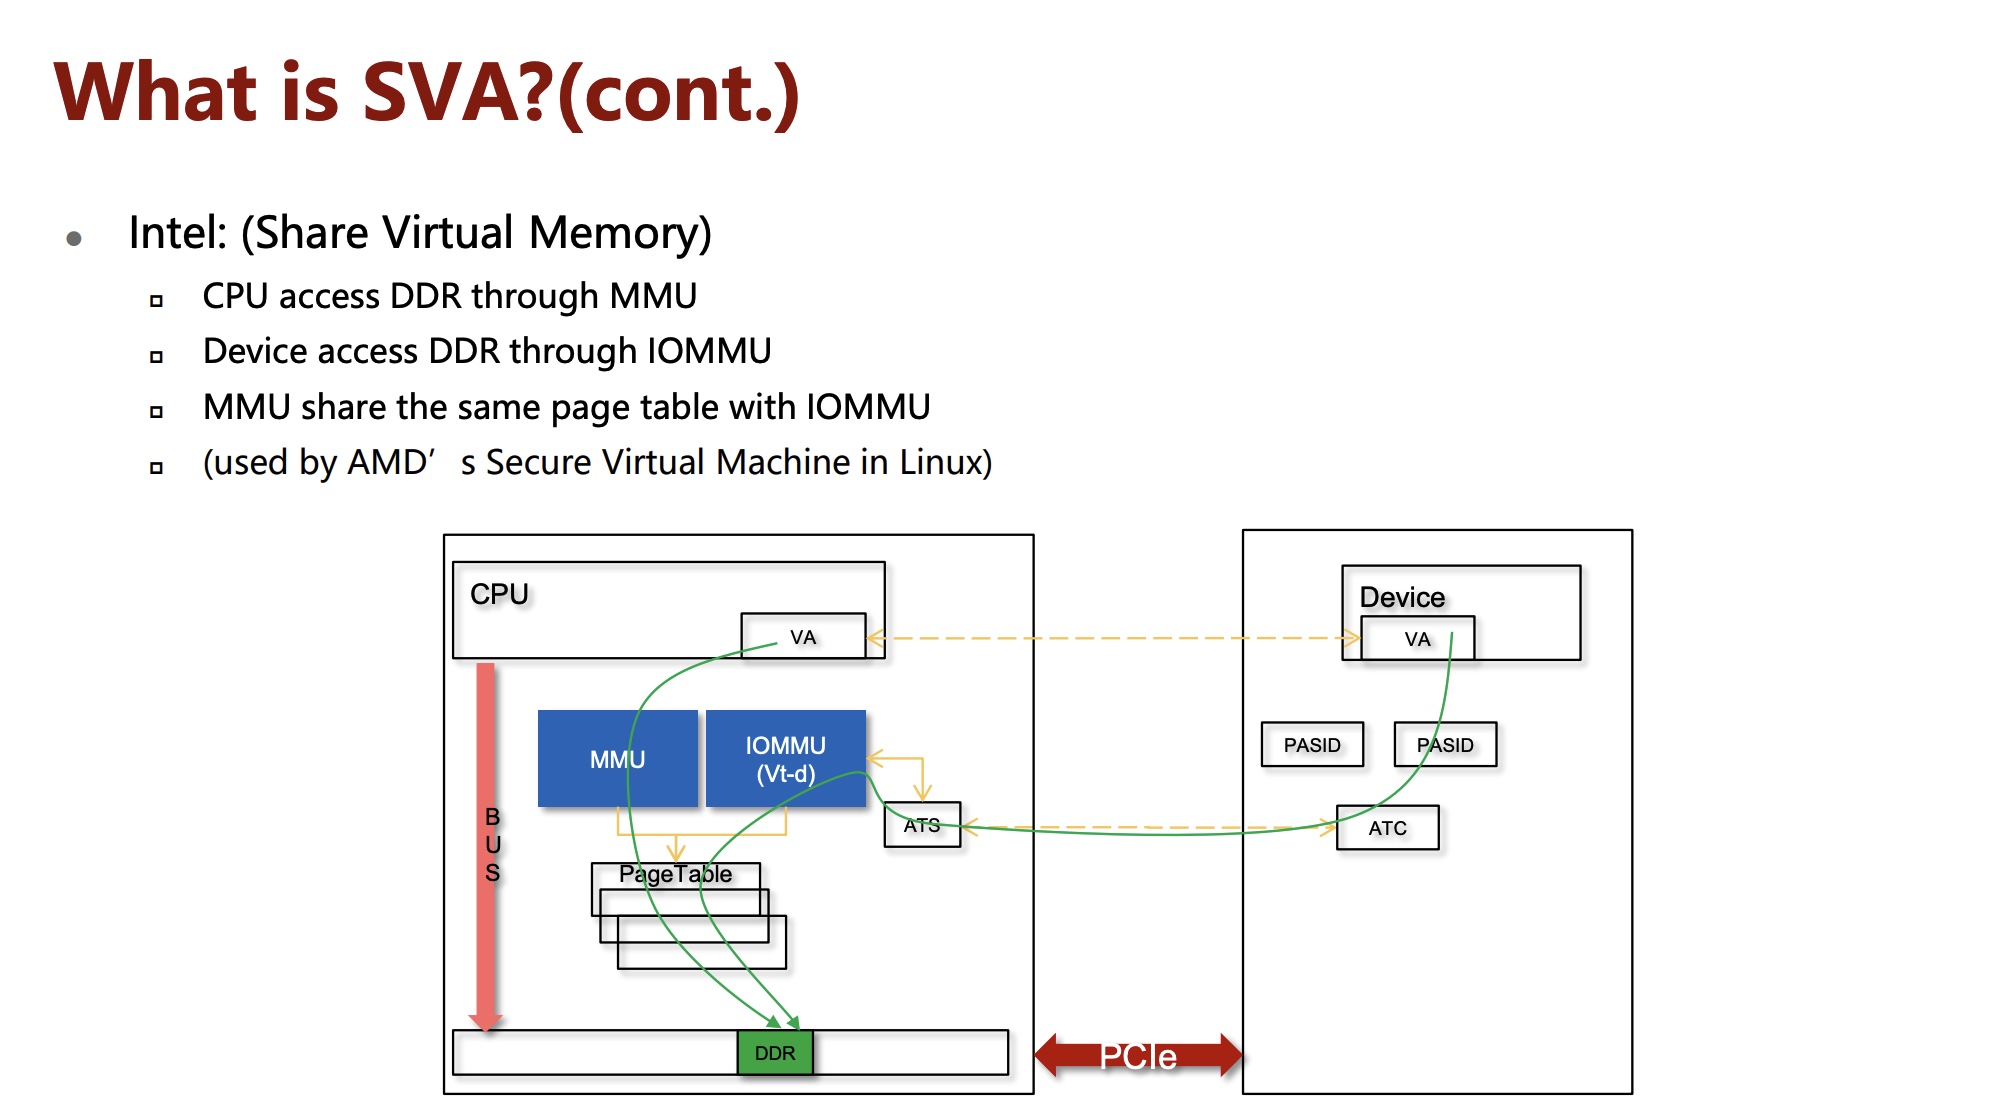 What is SVA?(cont.)
Intel: (Share Virtual Memory)
CPU access DDR through MMU
Device access DDR through IOMMU
MMU share the same page table with IOMMU
(used by AMD’ s Secure Virtual Machine in Linux)
CPU
VA
Device
VA
MMU
IOMMU
(Vt-d)
PASID
PASID
BUS
ATS
ATC
PageTable
DDR
PCIe